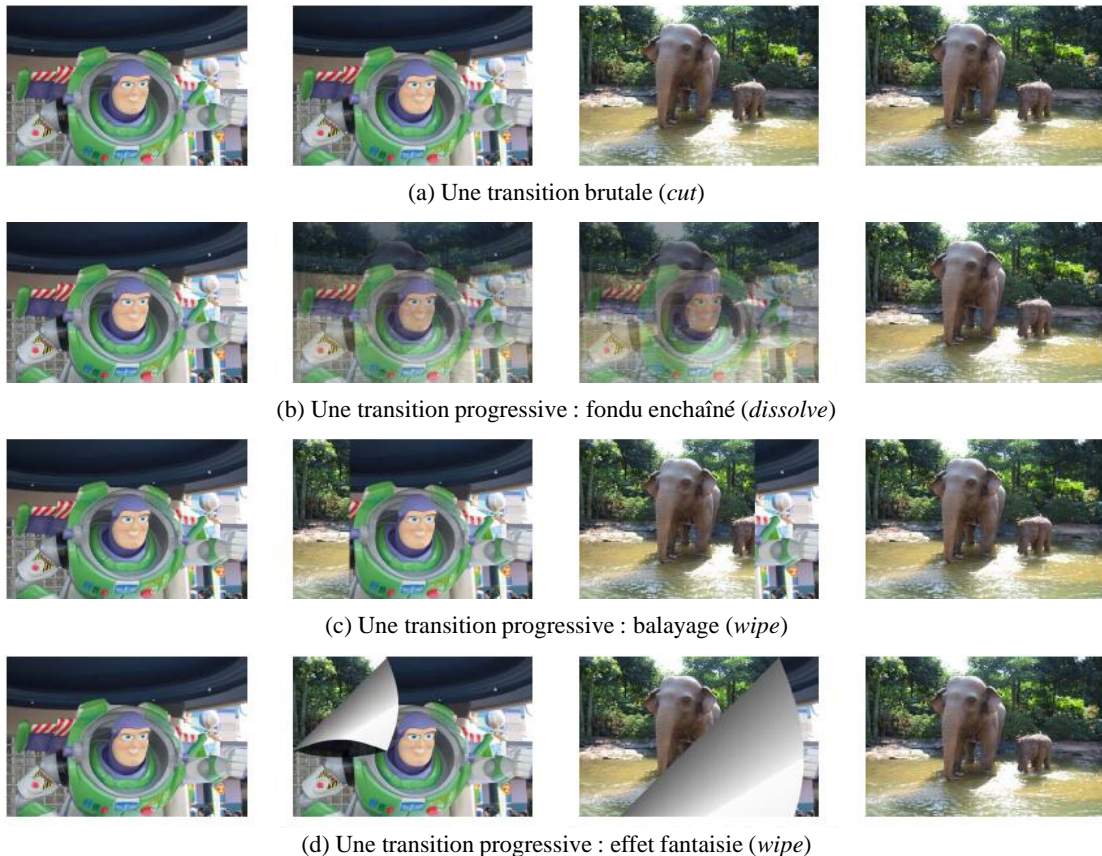 (a) Une transition brutale (cut)
(b) Une transition progressive : fondu enchaîné (dissolve)
(c) Une transition progressive : balayage (wipe)
(d) Une transition progressive : effet fantaisie (wipe)